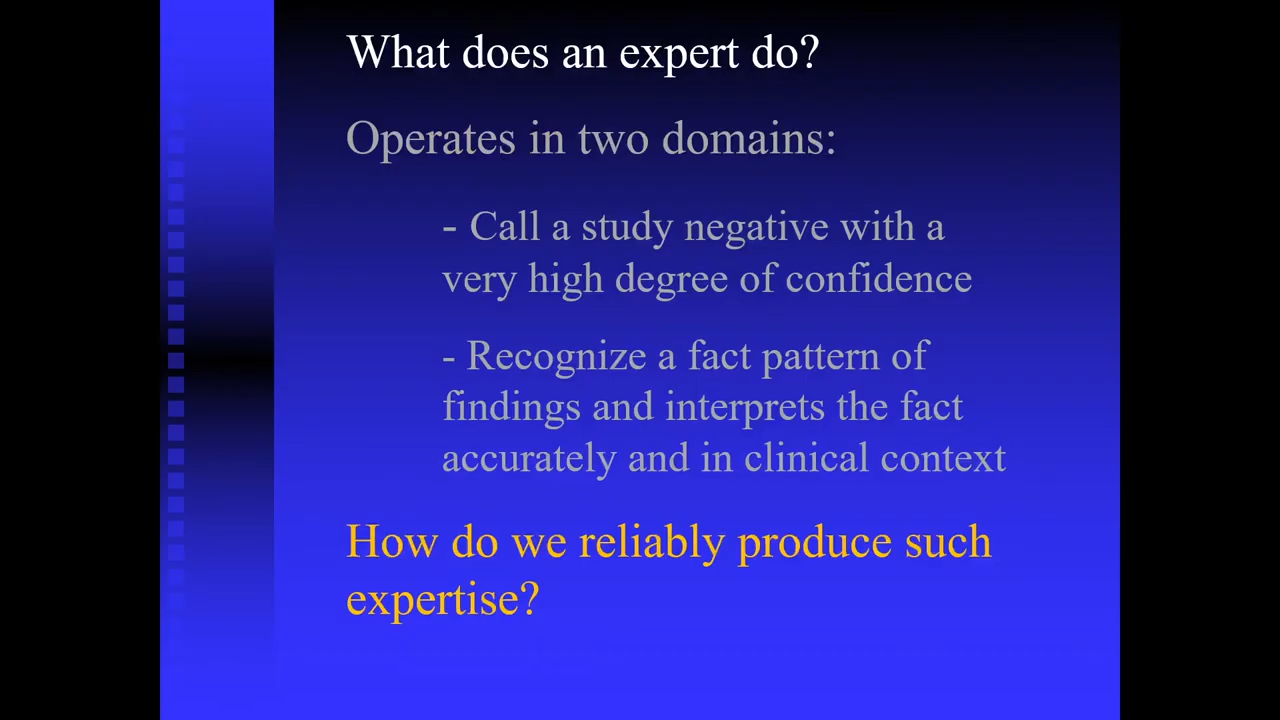 What does an expert do?
Operates in two domains:
- Call a study negative with a
very high degree of confidence
- Recognize a fact pattern of
findings and interprets the fact
accurately and in clinical context
How do we reliably produce such
expertise?